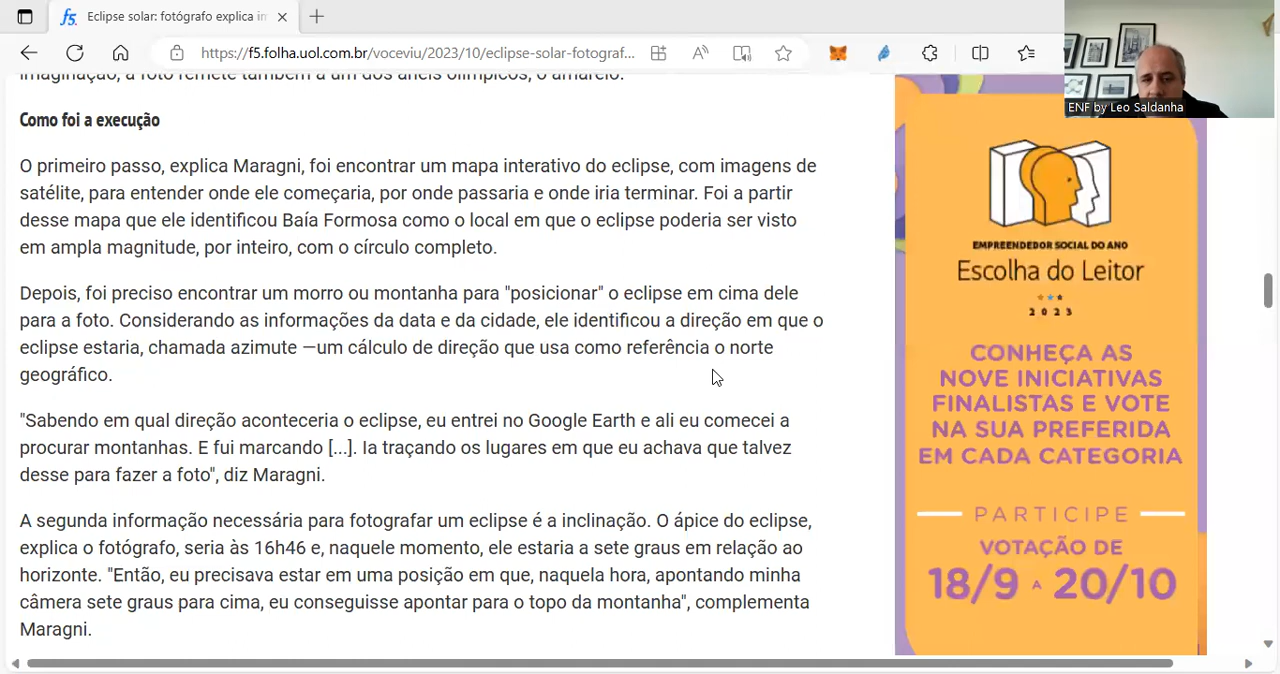 Eclipse solar: fotógrafo explica in
https://f5.folha.uol.com.br/voceviu/2023/10/eclipse-solar-fotograf...
ENF by Leo Saldanha
imaginação, a foto remete também a um dos anéis olímpicos, o amarelo.
Como foi a execução
O primeiro passo, explica Maragni, foi encontrar um mapa interativo do eclipse, com imagens de
satélite, para entender onde ele começaria, por onde passaria e onde iria terminar. Foi a partir
desse mapa que ele identificou Baía Formosa como o local em que o eclipse poderia ser visto
em ampla magnitude, por inteiro, com o círculo completo.
Depois, foi preciso encontrar um morro ou montanha para "posicionar" o eclipse em cima dele
para a foto. Considerando as informações da data e da cidade, ele identificou a direção em que o
eclipse estaria, chamada azimute —um cálculo de direção que usa como referência o norte
geográfico.
"Sabendo em qual direção aconteceria o eclipse, eu entrei no Google Earth e ali eu comecei a
procurar montanhas. E fui marcando [...]. Ia traçando os lugares em que eu achava que talvez
desse para fazer a foto", diz Maragni.
A segunda informação necessária para fotografar um eclipse é a inclinação. O ápice do eclipse,
explica o fotógrafo, seria às 16h46 e, naquele momento, ele estaria a sete graus em relação ao
horizonte. "Então, eu precisava estar em uma posição em que, naquela hora, apontando minha
câmera sete graus para cima, eu conseguisse apontar para o topo da montanha", complementa
Maragni.
EMPREENDEDOR SOCIAL DO ANO
Escolha do Leitor
2023
CONHEÇA AS
NOVE INICIATIVAS
FINALISTAS E VOTE
NA SUA PREFERIDA
EM CADA CATEGORIA
PARTICIPE
VOTAÇÃO DE
18/9 A 20/10